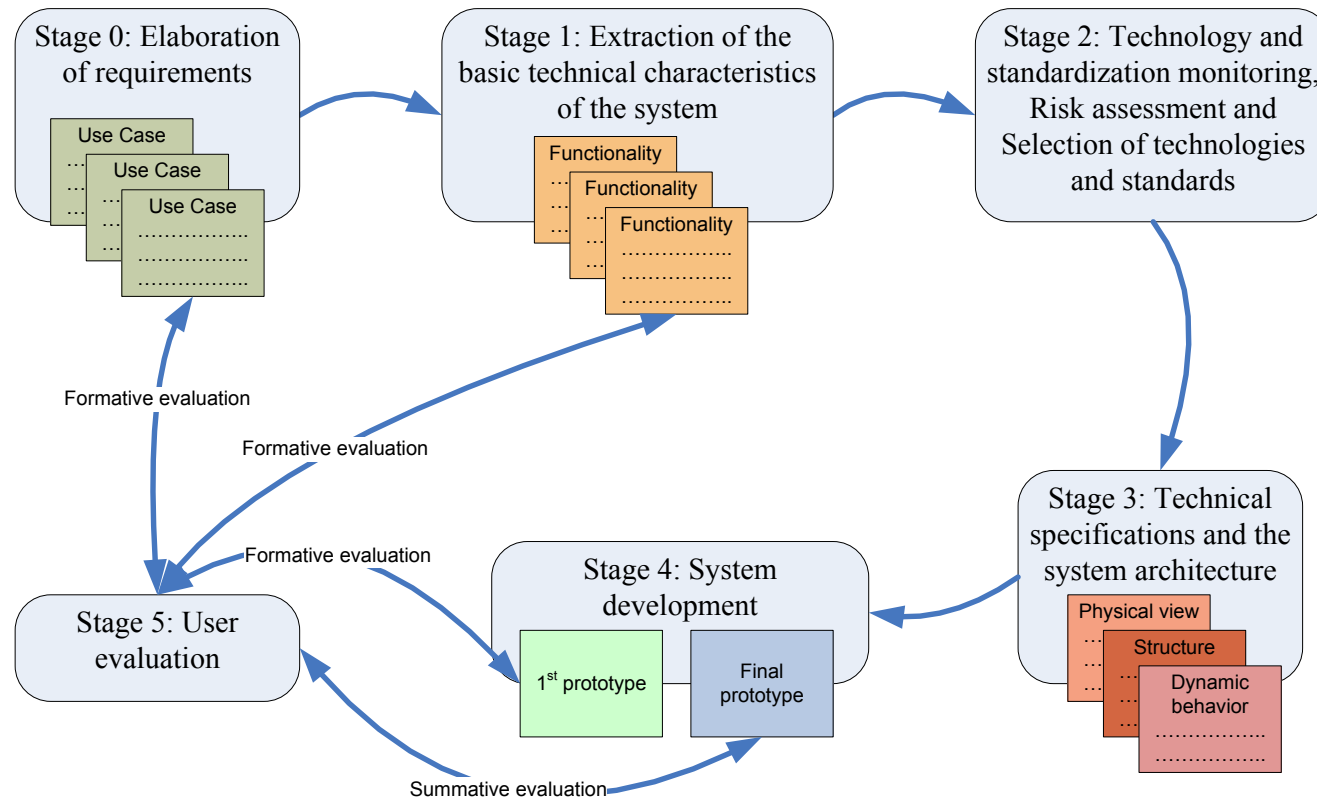 Stage 0: Elaboration
of requirements
Use Case
…
…
…
Use Case
…
…
…
Use Case
…………….
…………….
…………….
Stage 1: Extraction of the
basic technical characteristics
of the system
Functionality
…
…
…
Functionality
…
…
…
Functionality
…………….
…………….
…………….
Stage 2: Technology and
standardization monitoring,
Risk assessment and
Selection of technologies
and standards
Formative evaluation
Formative evaluation
Formative evaluation
Stage 3: Technical
specifications and the
system architecture
Physical view
…
…
…
Structure
…
…
…
Dynamic
behavior
…………….
…………….
Stage 4: System
development
1st prototype
Final
prototype
Stage 5: User
evaluation
Summative evaluation